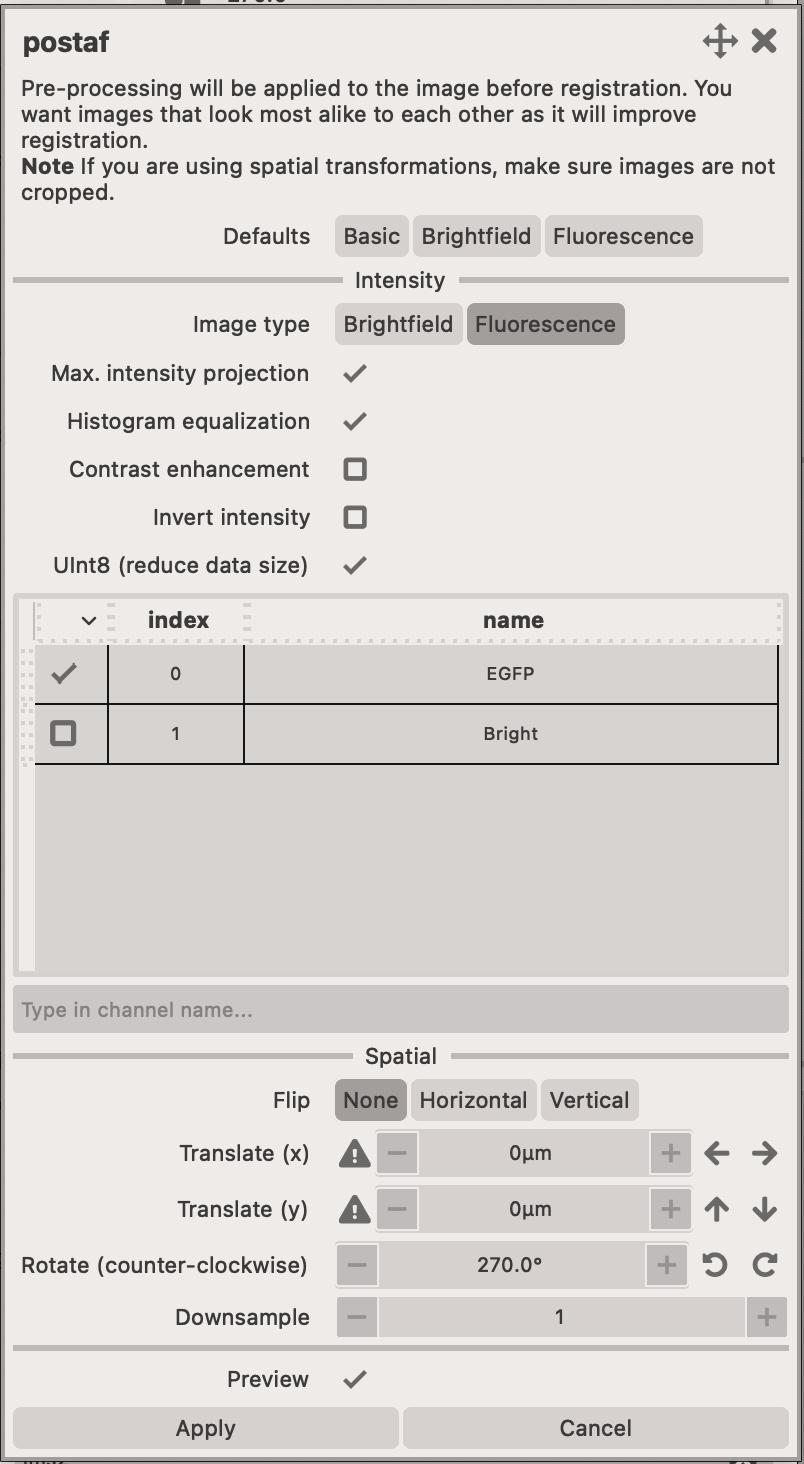 postaf
Pre-processing will be applied to the image before registration. You
want images that look most alike to each other as it will improve
registration.
Note If you are using spatial transformations, make sure images are not
cropped.
Defaults Basic Brightfield Fluorescence
Intensity
Image type Brightfield Fluorescence
Max. intensity projection
Histogram equalization
Contrast enhancement
Invert intensity
UInt8 (reduce data size)
index name
0 EGFP
1 Bright
Type in channel name...
Spatial
Flip None Horizontal Vertical
Translate (x) 0µm
Translate (y) 0µm
Rotate (counter-clockwise) 270.0°
Downsample 1
Preview
Apply Cancel